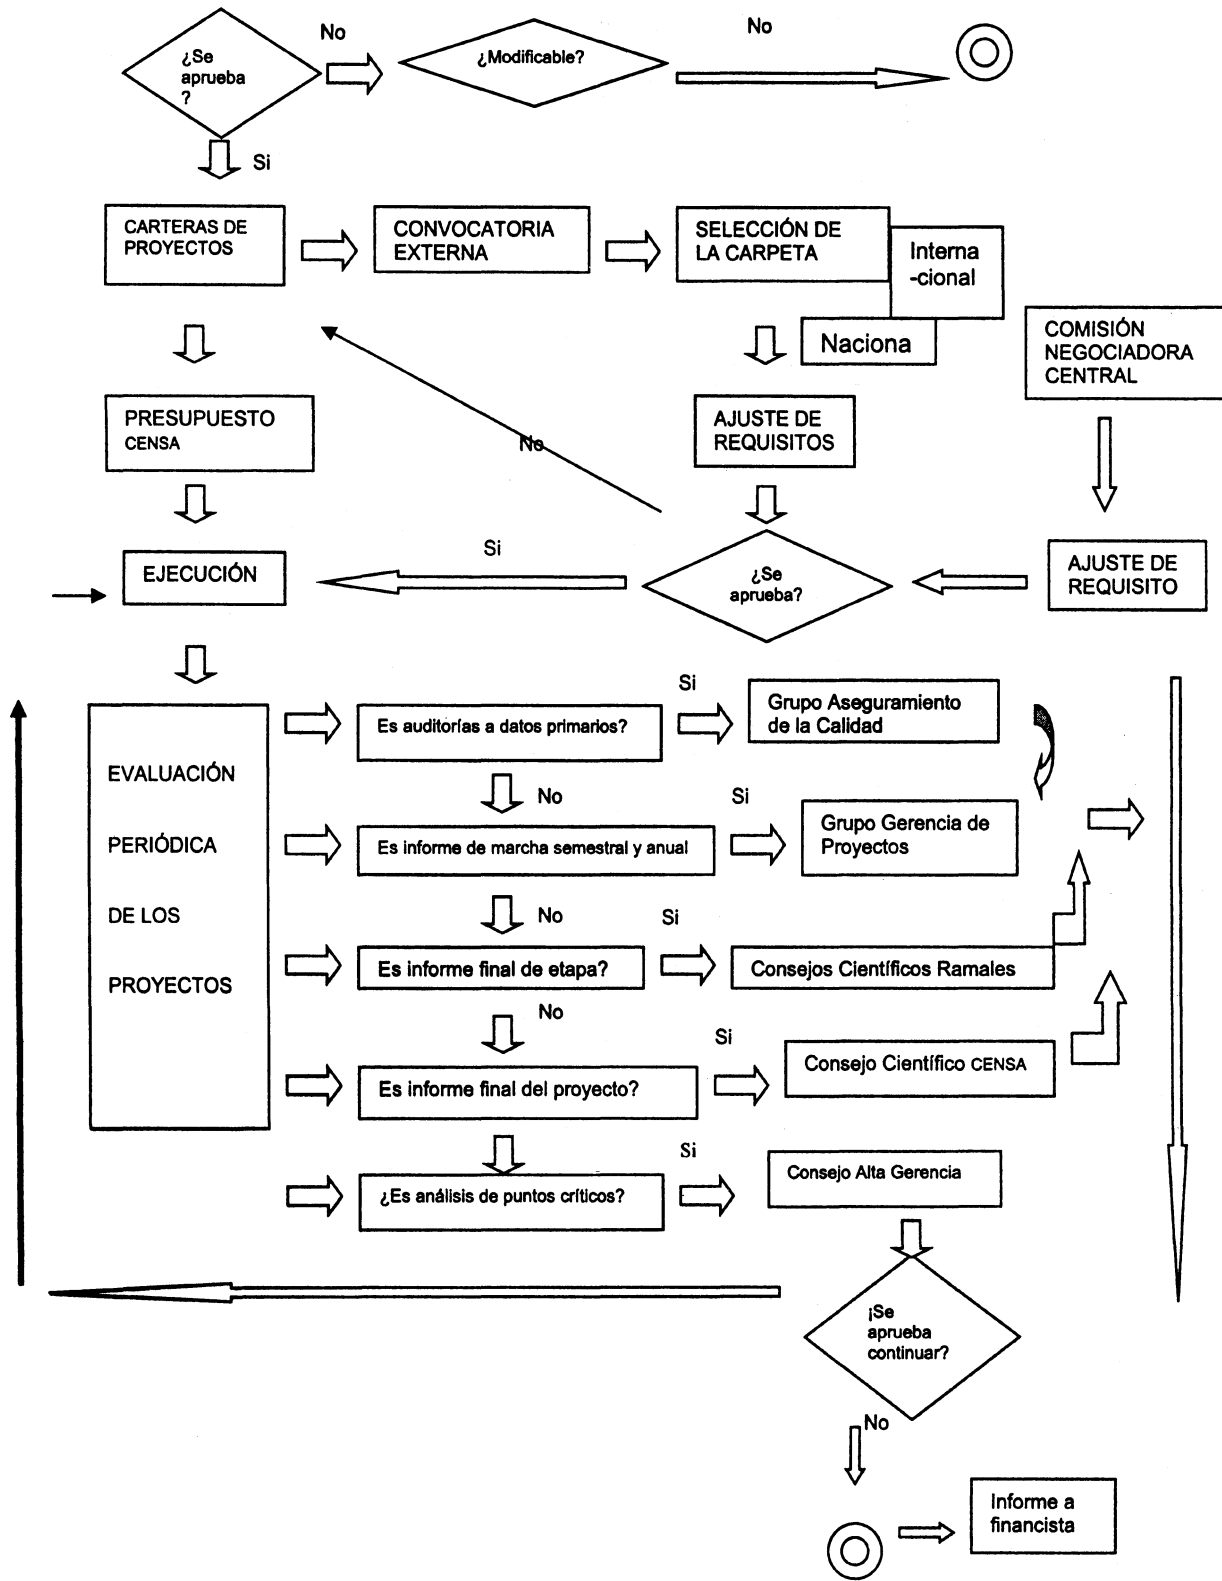 No
No
¿Se
aprueba
?
¿Modificable?
Si
CARTERAS DE
PROYECTOS
CONVOCATORIA
EXTERNA
SELECCIÓN DE
LA CARPETA
Interna
-cional
Naciona
COMISIÓN
NEGOCIADORA
CENTRAL
PRESUPUESTO
CENSA
No
AJUSTE DE
REQUISITOS
EJECUCIÓN
Si
¿Se
aprueba?
AJUSTE DE
REQUISITO
EVALUACIÓN
PERIÓDICA
DE LOS
PROYECTOS
Es auditorías a datos primarios?
Si
Grupo Aseguramiento
de la Calidad
No
Es informe de marcha semestral y anual
Si
Grupo Gerencia de
Proyectos
No
Es informe final de etapa?
Si
Consejos Científicos Ramales
No
Es informe final del proyecto?
Si
Consejo Científico CENSA
¿Es análisis de puntos críticos?
Si
Consejo Alta Gerencia
¡Se
aprueba
continuar?
No
Informe a
financista